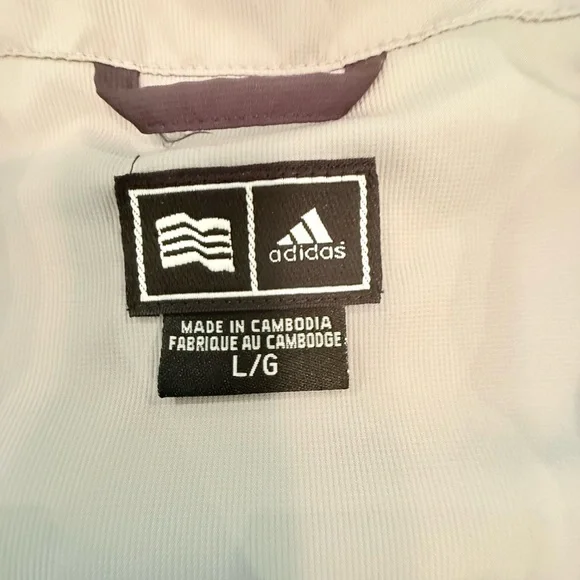 adidas
MADE IN CAMBODIA
FABRIQUE AU CAMBODGE
L/G